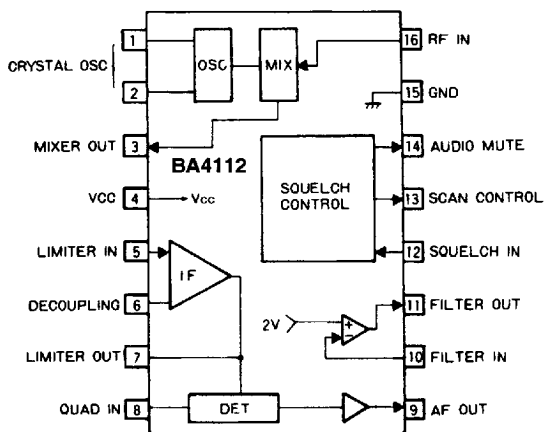 1
2
CRYSTAL OSC
OSC
MIX
16
RF IN
15
GND
MIXER OUT
3
BA4112
14
AUDIO MUTE
VCC
4
Vcc
SQUELCH
CONTROL
13
SCAN CONTROL
LIMITER IN
5
12
SQUELCH IN
IF
DECOUPLING
6
2V
+
−
11
FILTER OUT
LIMITER OUT
7
10
FILTER IN
QUAD IN
8
DET
9
AF OUT